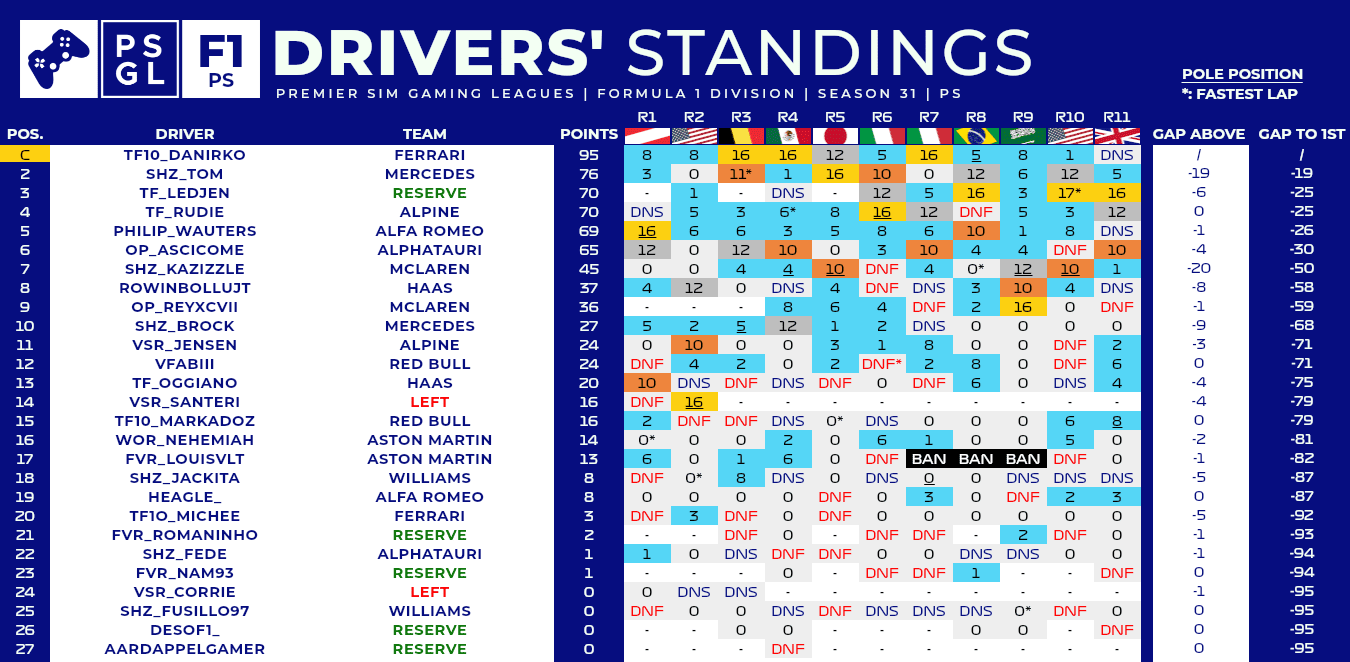 PS
GL
F1
PS
DRIVERS' STANDINGS
PREMIER SIM GAMING LEAGUES | FORMULA 1 DIVISION | SEASON 31 | PS
POLE POSITION
*: FASTEST LAP
R1 R2 R3 R4 R5 R6 R7 R8 R9 R10 R11
POS. DRIVER TEAM POINTS GAP ABOVE GAP TO 1ST
C TF10_DANIRKO FERRARI 95 8 8 16 16 12 5 16 5 8 1 DNS / /
2 SHZ_TOM MERCEDES 76 3 0 11* 1 16 10 0 12 6 12 5 -19 -19
3 TF_LEDJEN RESERVE 70 - 1 - DNS - 12 5 16 3 17* 16 -6 -25
4 TF_RUDIE ALPINE 70 DNS 5 3 6* 8 16 12 DNF 5 3 12 0 -25
5 PHILIP_WAUTERS ALFA ROMEO 69 16 6 6 3 5 8 6 10 1 8 DNS -1 -26
6 OP_ASCICOME ALPHATAURI 65 12 0 12 10 0 3 10 4 4 DNF 10 -4 -30
7 SHZ_KAZIZZLE MCLAREN 45 0 0 4 4 10 DNF 4 0* 12 10 1 -20 -50
8 ROWINBOLLUJT HAAS 37 4 12 0 DNS 4 DNF DNS 3 10 4 DNS -8 -58
9 OP_REYXCVII MCLAREN 36 - - - 8 6 4 DNF 2 16 0 DNF -1 -59
10 SHZ_BROCK MERCEDES 27 5 2 5 12 1 2 DNS 0 0 0 0 -9 -68
11 VSR_JENSEN ALPINE 24 0 10 0 0 3 1 8 0 0 DNF 2 -3 -71
12 VFABIII RED BULL 24 DNF 4 2 0 2 DNF* 2 8 0 DNF 6 0 -71
13 TF_OGGIANO HAAS 20 10 DNS DNF DNS DNF 0 DNF 6 0 DNS 4 -4 -75
14 VSR_SANTERI LEFT 16 DNF 16 - - - - - - - - - -4 -79
15 TF10_MARKADOZ RED BULL 16 2 DNF DNF DNS 0* DNS 0 0 0 6 8 0 -79
16 WOR_NEHEMIAH ASTON MARTIN 14 0* 0 0 2 0 6 1 0 0 5 0 -2 -81
17 FVR_LOUISVLT ASTON MARTIN 13 6 0 1 6 0 DNF BAN BAN BAN DNF 0 -1 -82
18 SHZ_JACKITA WILLIAMS 8 DNF 0* 8 DNS 0 DNS 0 0 DNS DNS DNS -5 -87
19 HEAGLE_ ALFA ROMEO 8 0 0 0 0 DNF 0 3 0 DNF 2 3 0 -87
20 TF1O_MICHEE FERRARI 3 DNF 3 DNF 0 DNF 0 0 0 0 0 0 -5 -92
21 FVR_ROMANINHO RESERVE 2 - - DNF 0 - DNF DNF - 2 DNF 0 -1 -93
22 SHZ_FEDE ALPHATAURI 1 1 0 DNS DNF DNF 0 0 DNS DNS 0 0 -1 -94
23 FVR_NAM93 RESERVE 1 - - - 0 - DNF DNF 1 - - DNF 0 -94
24 VSR_CORRIE LEFT 0 0 DNS DNS - - - - - - - - -1 -95
25 SHZ_FUSILLO97 WILLIAMS 0 DNF 0 0 DNS DNF DNS DNS DNS 0* DNF 0 0 -95
26 DESOF1_ RESERVE 0 - - 0 0 - - - 0 0 - DNF 0 -95
27 AARDAPPELGAMER RESERVE 0 - - - DNF - - - - - - - 0 -95